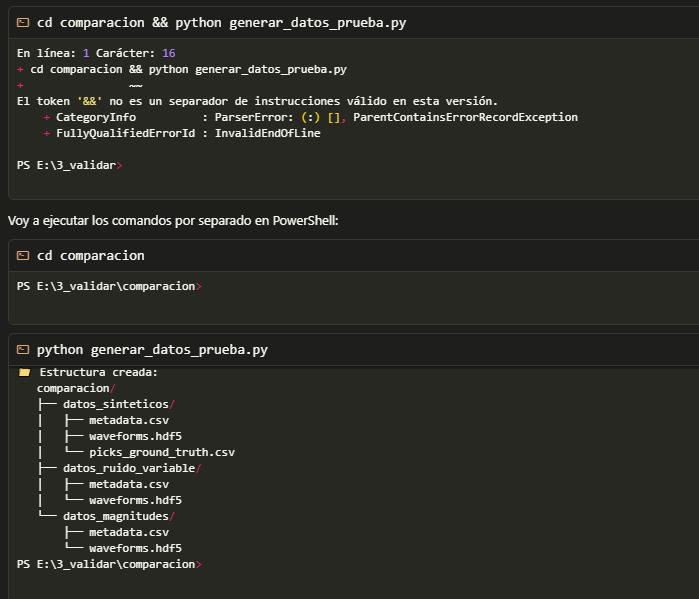 cd comparacion && python generar_datos_prueba.py
En línea: 1 Carácter: 16
+ cd comparacion && python generar_datos_prueba.py
+                ~~
El token '&&' no es un separador de instrucciones válido en esta versión.
    + CategoryInfo          : ParserError: (:) [], ParentContainsErrorRecordException
    + FullyQualifiedErrorId : InvalidEndOfLine
PS E:\3_validar>
Voy a ejecutar los comandos por separado en PowerShell:
cd comparacion
PS E:\3_validar\comparacion>
python generar_datos_prueba.py
📁 Estructura creada:
   comparacion/
   ├── datos_sinteticos/
   │   ├── metadata.csv
   │   ├── waveforms.hdf5
   │   └── picks_ground_truth.csv
   ├── datos_ruido_variable/
   │   ├── metadata.csv
   │   └── waveforms.hdf5
   └── datos_magnitudes/
       ├── metadata.csv
       └── waveforms.hdf5
PS E:\3_validar\comparacion>